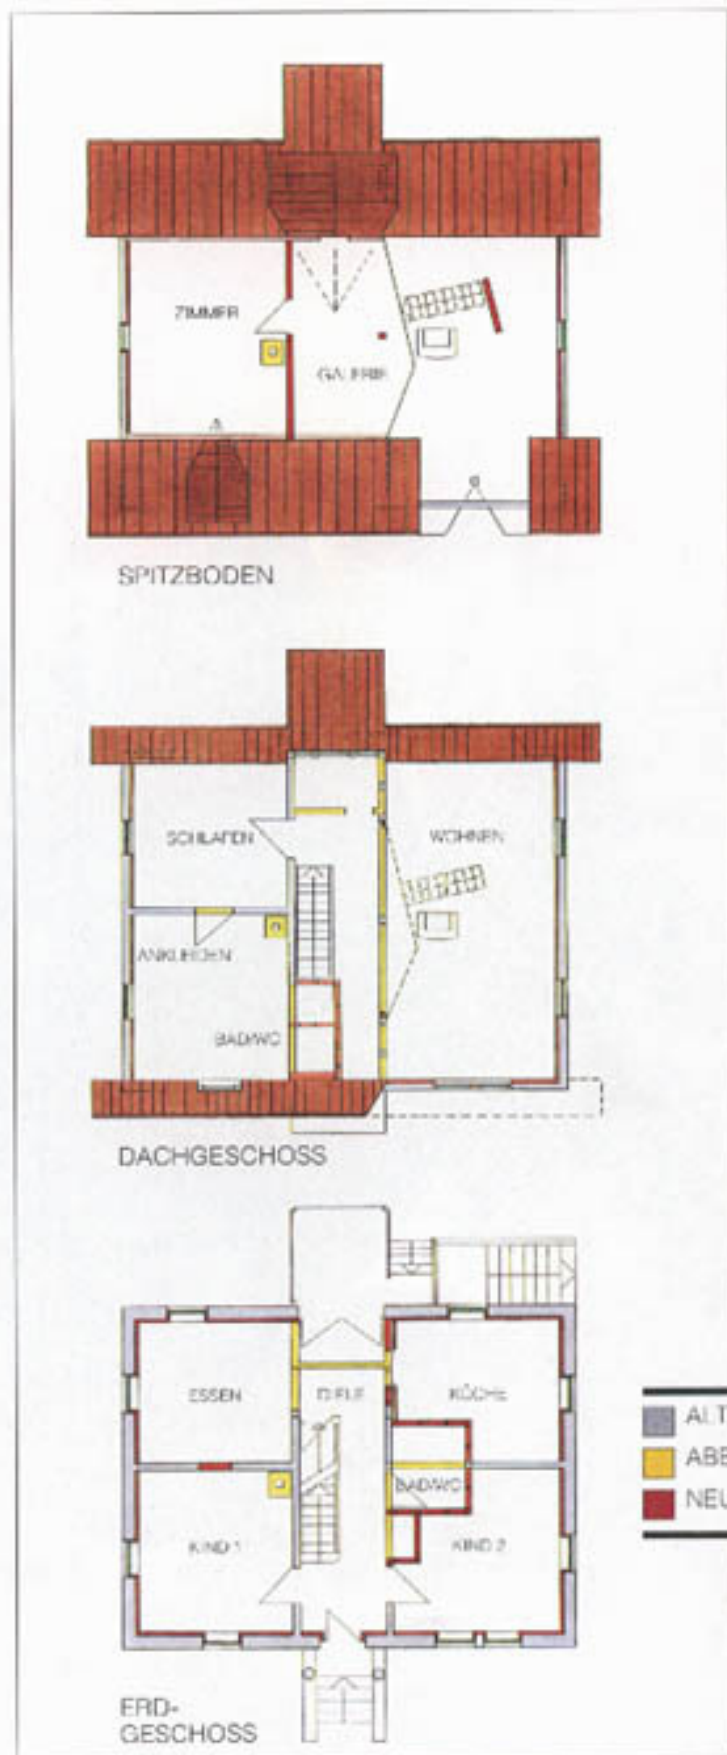 ZIMMER
GALERIE
SPITZBODEN
SCHLAFEN
WOHNEN
ANKLEIDEN
BAD/WC
DACHGESCHOSS
ESSEN
DIELE
KÜCHE
BAD/WC
KIND 1
KIND 2
ALT
ABB
NEU
ERD-
GESCHOSS